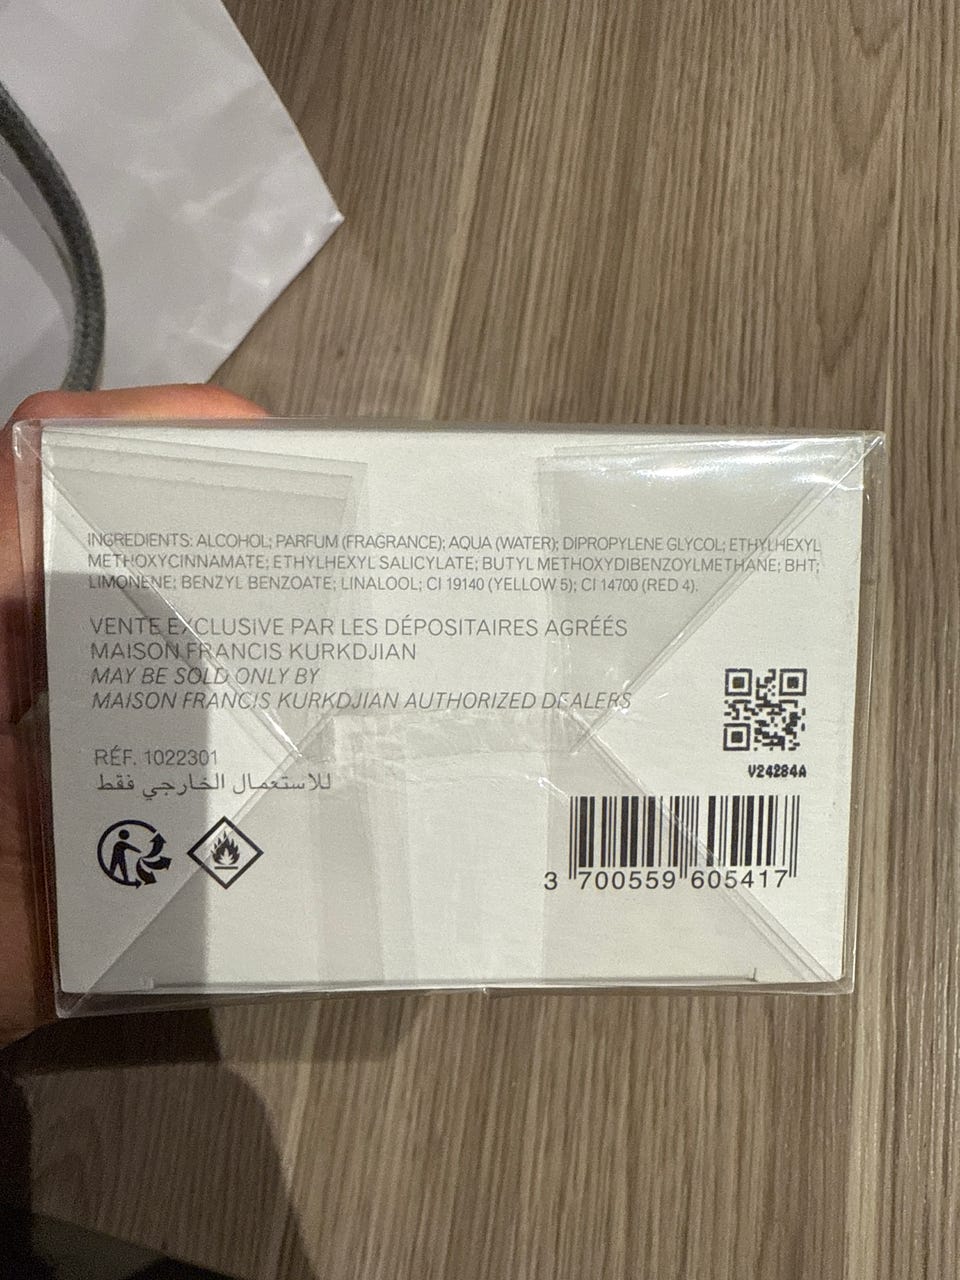 INGREDIENTS: ALCOHOL; PARFUM (FRAGRANCE); AQUA (WATER); DIPROPYLENE GLYCOL; ETHYLHEXYL
METHOXYCINNAMATE; ETHYLHEXYL SALICYLATE; BUTYL METHOXYDIBENZOYLMETHANE; BHT;
LIMONENE; BENZYL BENZOATE; LINALOOL; CI 19140 (YELLOW 5); CI 14700 (RED 4).
VENTE EXCLUSIVE PAR LES DÉPOSITAIRES AGRÉÉS
MAISON FRANCIS KURKDJIAN
MAY BE SOLD ONLY BY
MAISON FRANCIS KURKDJIAN AUTHORIZED DEALERS
RÉF. 1022301
للاستعمال الخارجي فقط
V24284A
3 700559 605417